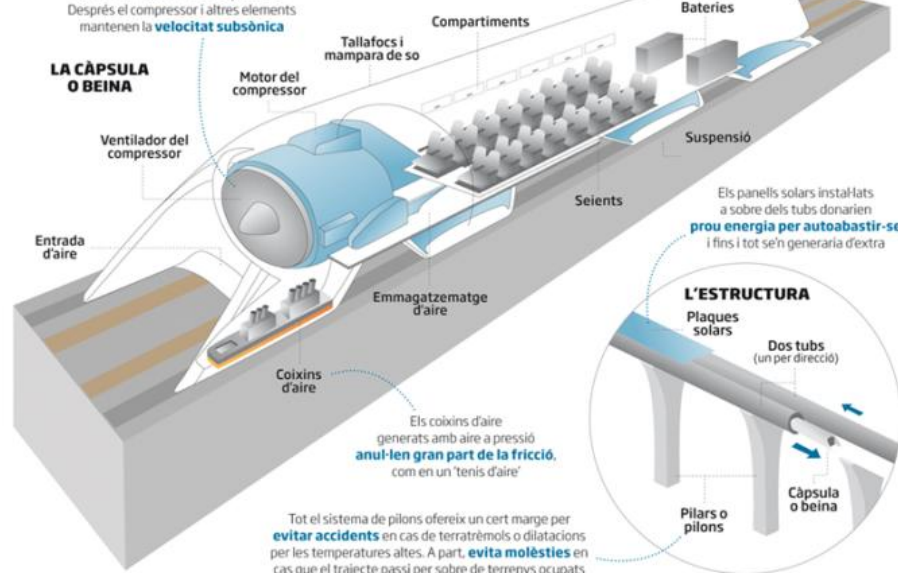 Després el compressor i altres elements
mantenen la velocitat subsònica
LA CÀPSULA
O BEINA
Ventilador del
compressor
Motor del
compressor
Tallafocs i
mampara de so
Compartiments
Bateries
Entrada
d'aire
Suspensió
Seients
Emmagatzematge
d'aire
Coixins
d'aire
Els coixins d'aire
generats amb aire a pressió
anul·len gran part de la fricció,
com en un 'tenis d'aire'
Els panells solars instal·lats
a sobre dels tubs donarien
prou energia per autoabastir-se
i fins i tot se'n generaria d'extra
L'ESTRUCTURA
Plaques
solars
Dos tubs
(un per direcció)
Càpsula
o beina
Pilars o
pilons
Tot el sistema de pilons ofereix un cert marge per
evitar accidents en cas de terratrèmols o dilatacions
per les temperatures altes. A part, evita molèsties en
cas que el trajecte passi per sobre de terrenys ocupats